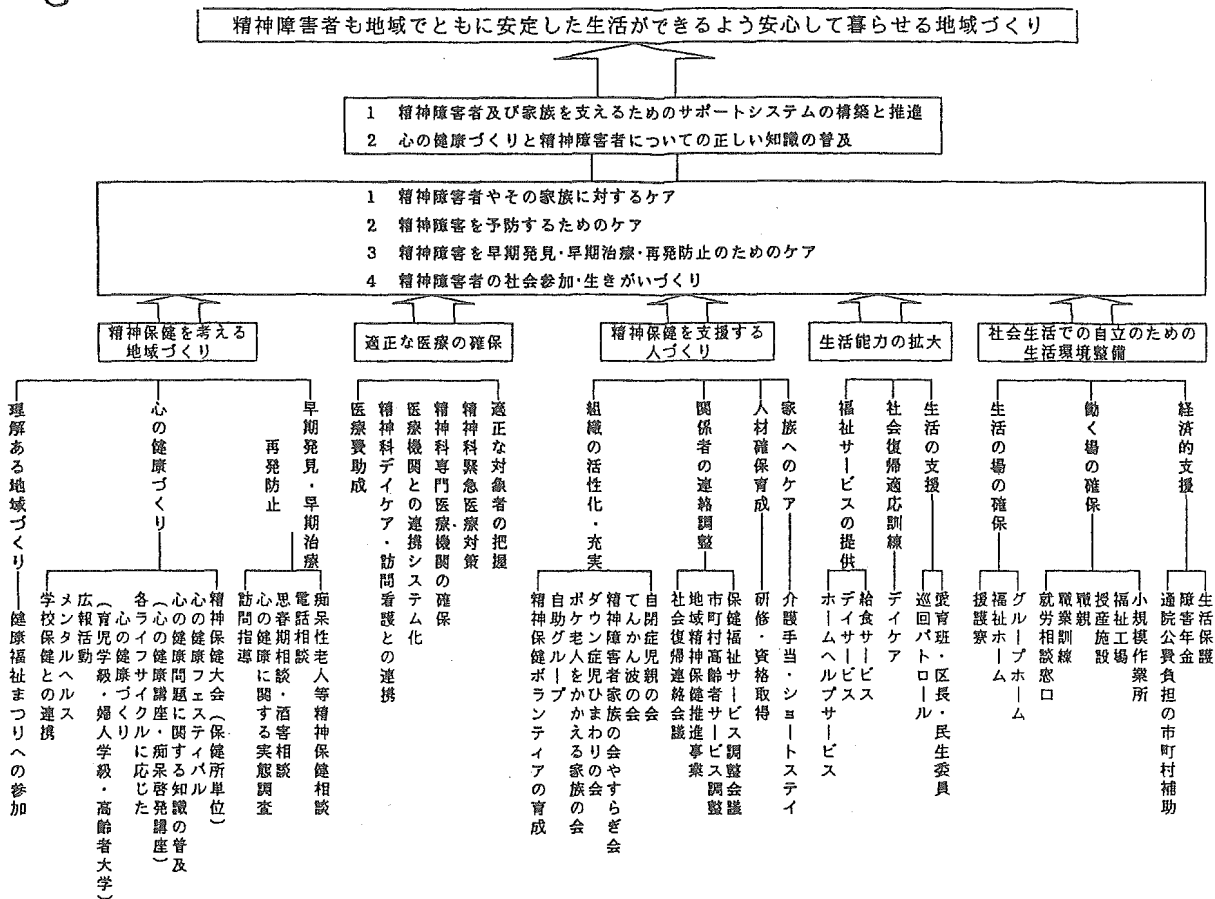 精神障害者も地域でともに安定した生活ができるよう安心して暮らせる地域づくり
1 精神障害者及び家族を支えるためのサポートシステムの構築と推進
2 心の健康づくりと精神障害者についての正しい知識の普及
1 精神障害者やその家族に対するケア
2 精神障害を予防するためのケア
3 精神障害を早期発見・早期治療・再発防止のためのケア
4 精神障害者の社会参加・生きがいづくり
精神保健を考える
地域づくり
適正な医療の確保
精神保健を支援する
人づくり
生活能力の拡大
社会生活での自立のための
生活環境整備
経済的支援
働く場の確保
生活の場の確保
生活の支援
社会復帰適応訓練
福祉サービスの提供
家族へのケア
人材確保育成
関係者の連絡調整
組織の活性化・充実
適正な対象者の把握
精神科緊急医療対策
精神科専門医療機関の確保
医療機関との連携システム化
精神科デイケア・訪問看護との連携
医療費助成
早期発見・早期治療
再発防止
心の健康づくり
理解ある地域づくり
生活保護
障害年金
通院公費負担の市町村補助
小規模作業所
福祉工場
授産施設
職親
職業訓練
就労相談窓口
グループホーム
福祉ホーム
援護寮
愛育班・区長・民生委員
巡回パトロール
デイケア
給食サービス
デイサービス
ホームヘルプサービス
介護手当・ショートステイ
研修・資格取得
保健福祉サービス調整会議
市町村高齢者サービス調整
地域精神保健推進事業
社会復帰連絡会議
自閉症児親の会
てんかん波の会
精神障害者家族の会やすらぎ会
ダウン症児ひまわりの会
ボケ老人をかかえる家族の会
自助グループ
精神保健ボランティアの育成
痴呆性老人等精神保健相談
電話相談
思春期相談・酒害相談
心の健康に関する実態調査
訪問指導
精神保健大会(保健所単位)
心の健康フェスティバル
心の健康問題に関する知識の普及
(心の健康講座・痴呆啓発講座)
各ライフサイクルに応じた
心の健康づくり
(育児学級・婦人学級・高齢者大学)
広報活動
メンタルヘルス
学校保健との連携
健康福祉まつりへの参加